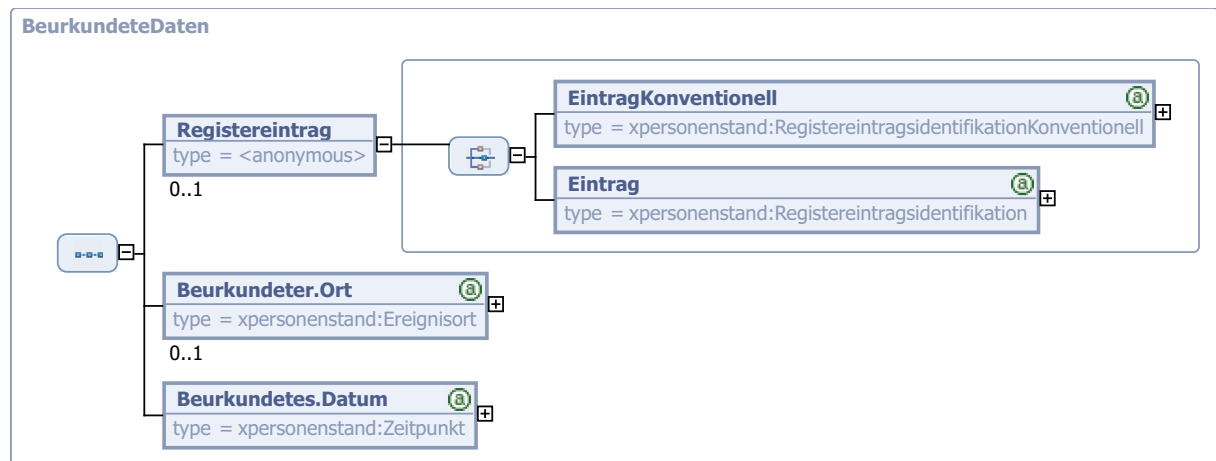 BeurkundeteDaten
Registereintrag
type = <anonymous>
0..1
EintragKonventionell
type = xpersonenstand:RegistereintragsidentifikationKonventionell
Eintrag
type = xpersonenstand:Registereintragsidentifikation
Beurkundeter.Ort
type = xpersonenstand:Ereignisort
0..1
Beurkundetes.Datum
type = xpersonenstand:Zeitpunkt